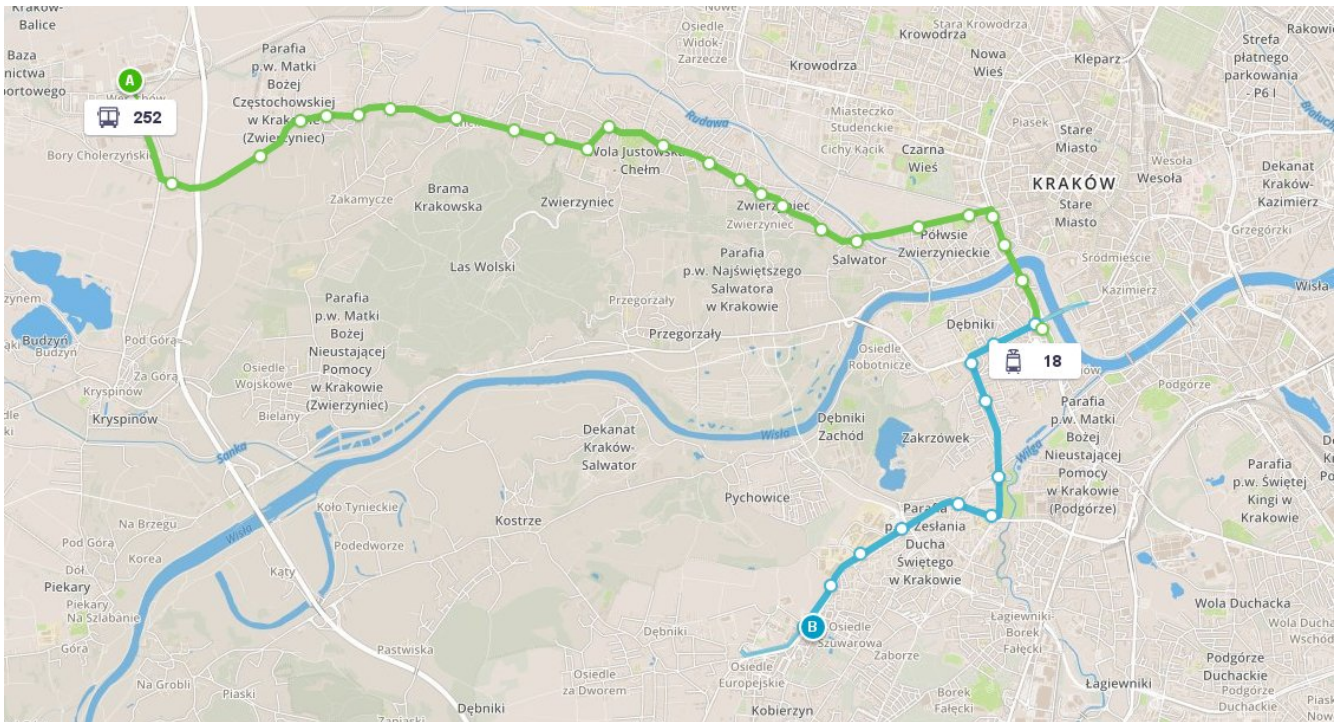 Kraków-
Balice
Baza
nictwa
portowego
A
252
Bory Cholerzyńskie
Parafia
p.w. Matki
Bożej
Częstochowskiej
w Krakowie
(Zwierzyniec)
Zakamycze
Brama
Krakowska
Las Wolski
Zwierzyniec
Wola Justowska
- Chełm
Osiedle
Widok-
Zarzecze
Rudawa
Krowodrza
Stara Krowodrza
Krowodrza
Nowa
Wieś
Kleparz
Strefa
płatnego
parkowania
- P6 I
Miasteczko
Studenckie
Cichy Kącik
Czarna
Wieś
Piasek
Stare
Miasto
KRAKÓW
Stare
Miasto
Wesoła
Wesoła
Dekanat
Kraków-
Kazimierz
Grzegórzki
Śródmieście
Kazimierz
Wisła
Zwierzyniec
Zwierzyniec
Salwator
Półwsie
Zwierzynieckie
Parafia
p.w. Najświętszego
Salwatora
w Krakowie
Przegorzały
Przegorzały
Dębniki
Osiedle
Robotnicze
18
Podgórze
Budzyń
Budzyń
Pod Górą
Za Górą
Kryspinów
Kryspinów
Osiedle
Wojskowe
Bielany
Parafia
p.w. Matki
Bożej
Nieustającej
Pomocy
w Krakowie
(Zwierzyniec)
Sanka
Wisła
Dekanat
Kraków-
Salwator
Wisła
Dębniki
Zachód
Zakrzówek
Wilga
Parafia
p.w. Matki
Bożej
Nieustającej
Pomocy
w Krakowie
(Podgórze)
Parafia
p.w. Świętej
Kingi w
Krakowie
Pychowice
Kostrze
Koło Tynieckie
Podedworze
Kąty
Na Brzegu
Pod Górą
Korea
Doł.
Piekary
Piekary
Na Szlabanie
Góra
Na Grobli
Piaski
Pastwiska
Dębniki
Parafia
p.w. Zesłania
Ducha
Świętego
w Krakowie
B
Osiedle
Szuwarowa
Zaborze
Dębniki
Osiedle
za Dworem
Osiedle
Europejskie
Kobierzyn
Borek
Fałęcki
Łagiewniki-
Borek
Fałęcki
Łagiewniki
Wola Duchacka
Podgórze
Duchackie
Podgórze
Duchackie